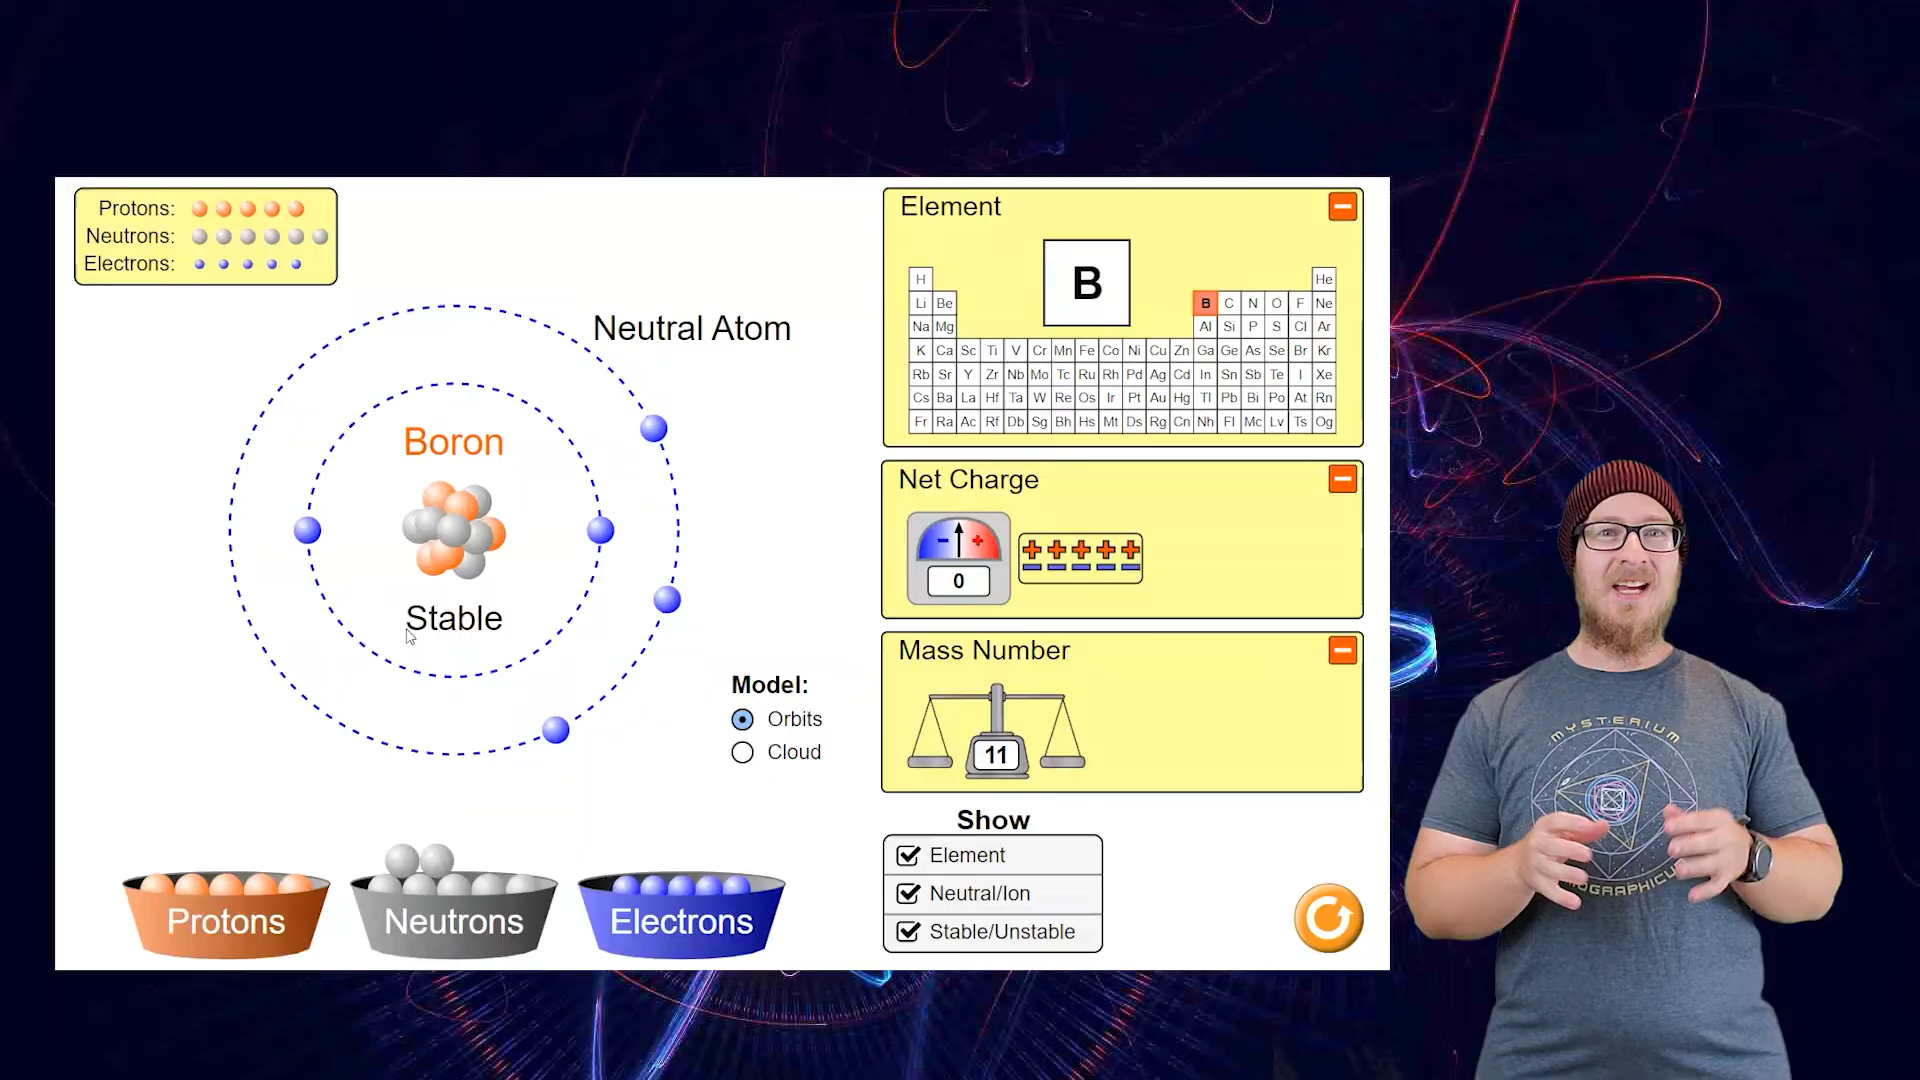 Protons:
Neutrons:
Electrons:
Neutral Atom
Boron
Stable
Model:
Orbits
Cloud
Protons
Neutrons
Electrons
Element
B
H He
Li Be B C N O F Ne
Na Mg Al Si P S Cl Ar
K Ca Sc Ti V Cr Mn Fe Co Ni Cu Zn Ga Ge As Se Br Kr
Rb Sr Y Zr Nb Mo Tc Ru Rh Pd Ag Cd In Sn Sb Te I Xe
Cs Ba La Hf Ta W Re Os Ir Pt Au Hg Tl Pb Bi Po At Rn
Fr Ra Ac Rf Db Sg Bh Hs Mt Ds Rg Cn Nh Fl Mc Lv Ts Og
Net Charge
- +
0
+ + + + +
- - - - -
Mass Number
11
Show
Element
Neutral/Ion
Stable/Unstable
MYSTERIUM